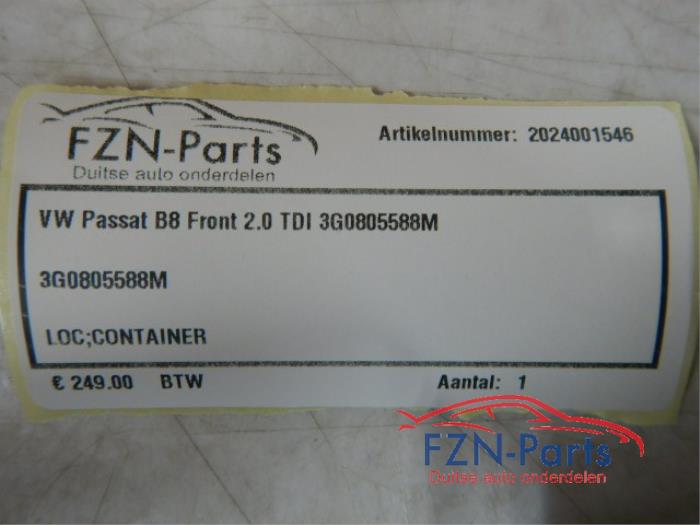 FZN-Parts
Duitse auto onderdelen
Artikelnummer: 2024001546
VW Passat B8 Front 2.0 TDI 3G0805588M
3G0805588M
LOC;CONTAINER
€ 249.00 BTW Aantal: 1
FZN-Parts
Duitse auto onderdelen